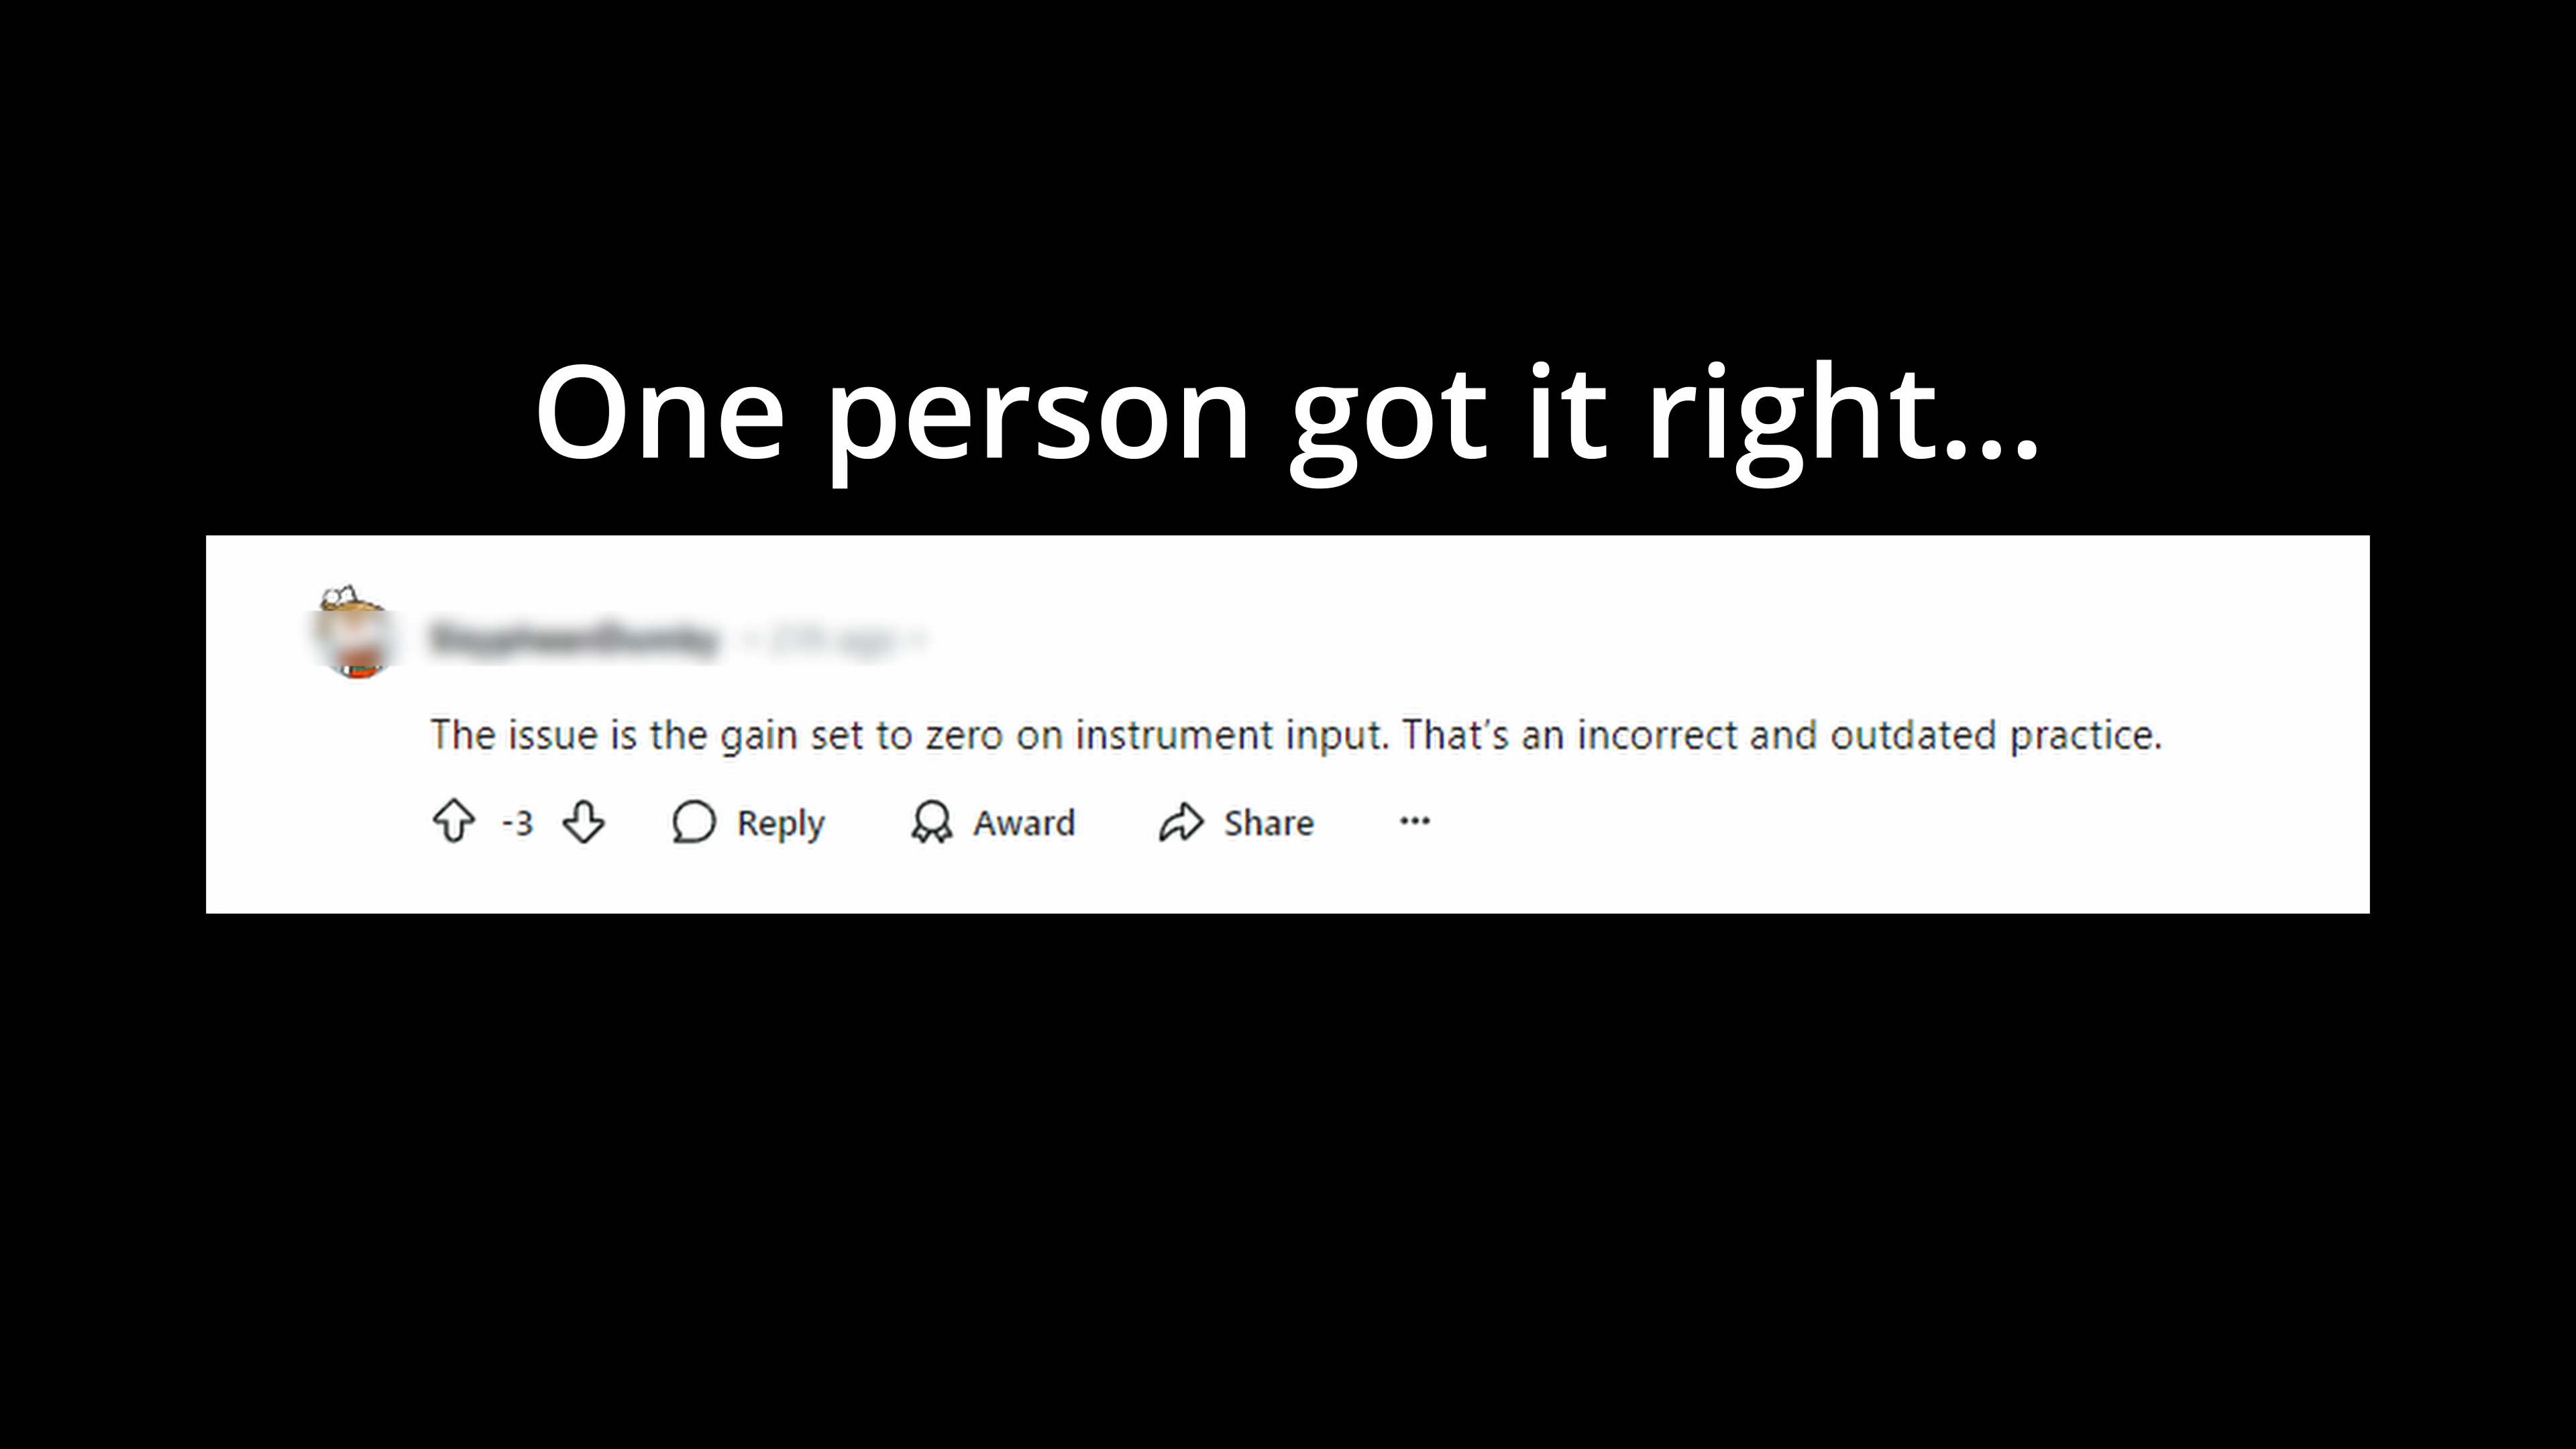 One person got it right...
The issue is the gain set to zero on instrument input. That's an incorrect and outdated practice.
-3 Reply Award Share